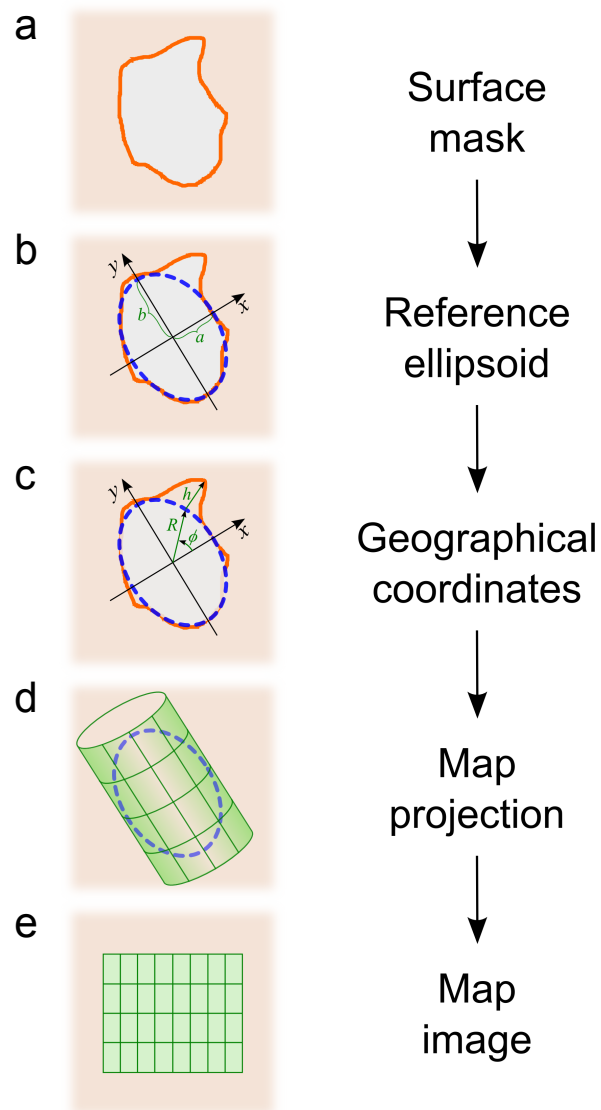 a
Surface
mask
b
y
x
b
a
Reference
ellipsoid
c
y
x
h
R
ϕ
Geographical
coordinates
d
Map
projection
e
Map
image